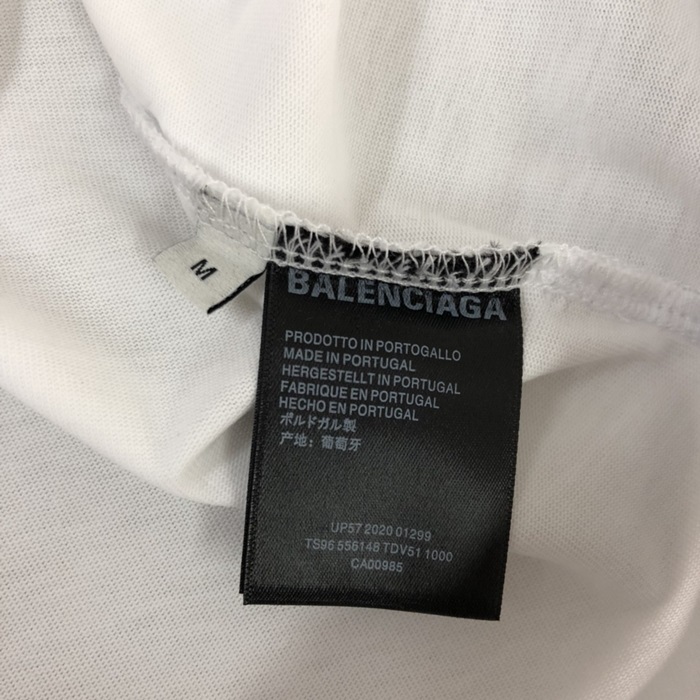 M
BALENCIAGA
PRODOTTO IN PORTOGALLO
MADE IN PORTUGAL
HERGESTELLT IN PORTUGAL
FABRIQUE EN PORTUGAL
HECHO EN PORTUGAL
ポルドガル製
产地：葡萄牙
UP57 2020 01299
TS96 556148 TDV51 1000
CA00985